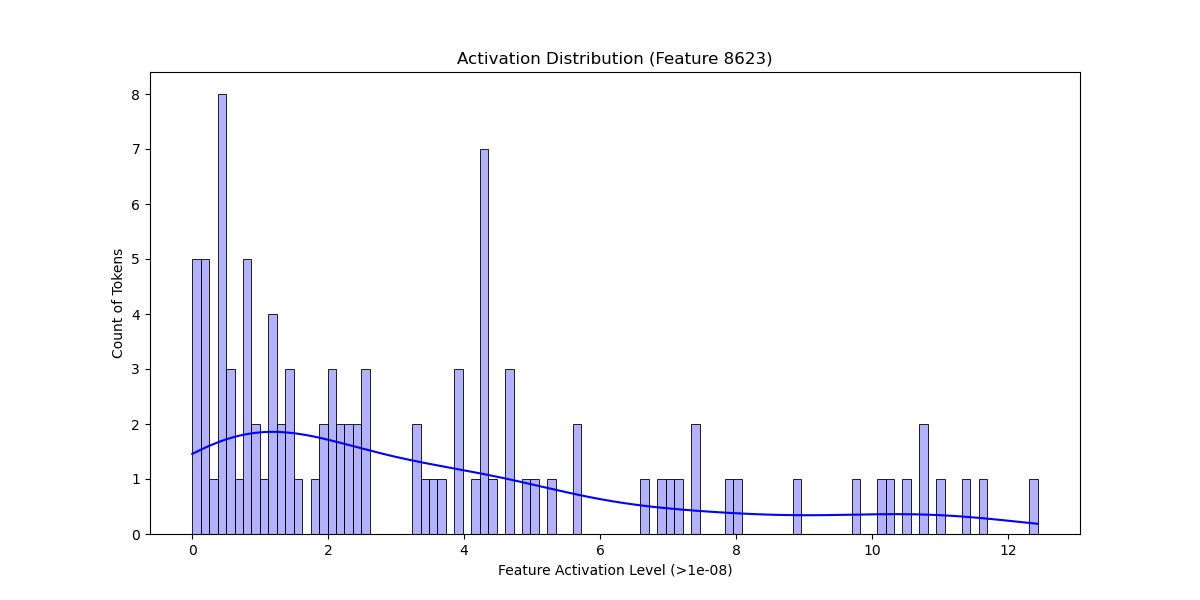 Activation Distribution (Feature 8623)
8
7
6
5
4
3
2
1
0
Count of Tokens
0 2 4 6 8 10 12
Feature Activation Level (>1e-08)